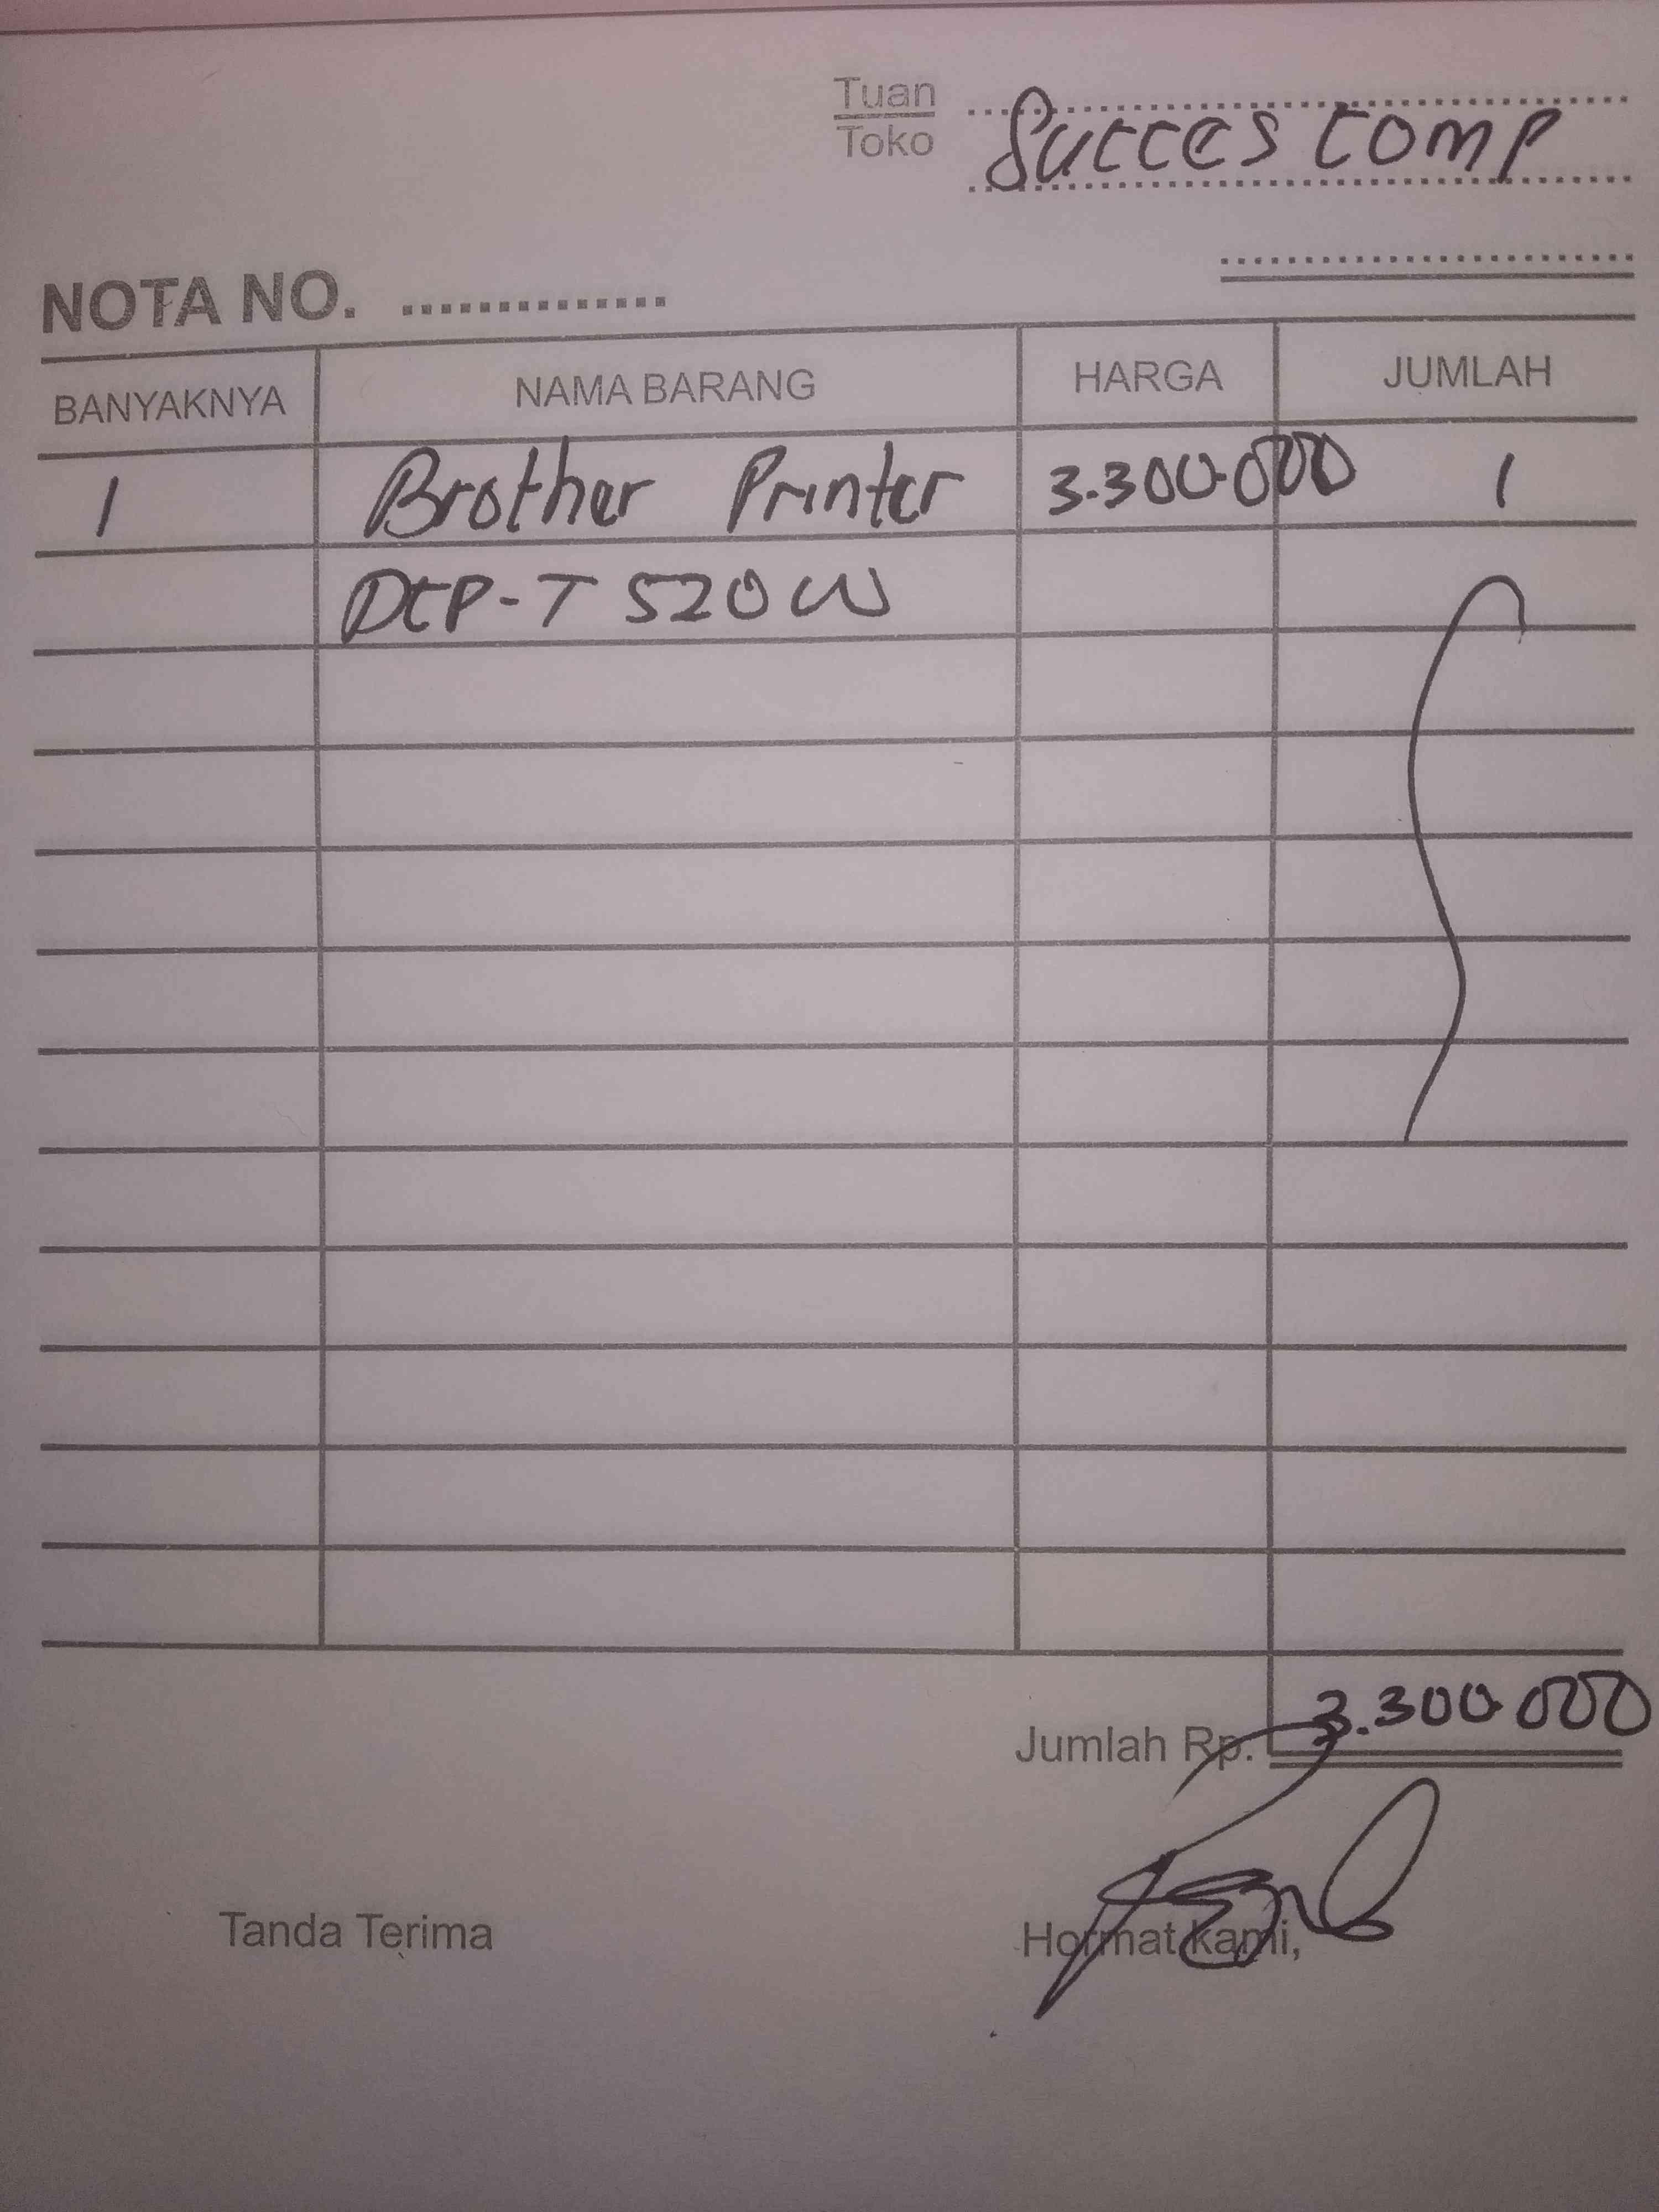 Tuan
Toko
Succes Comp
NOTA NO. ..............
BANYAKNYA NAMA BARANG HARGA JUMLAH
1 Brother Printer 3.300.000 1
DCP-T 520W
Jumlah Rp. 3.300.000
Tanda Terima Hormat kami,